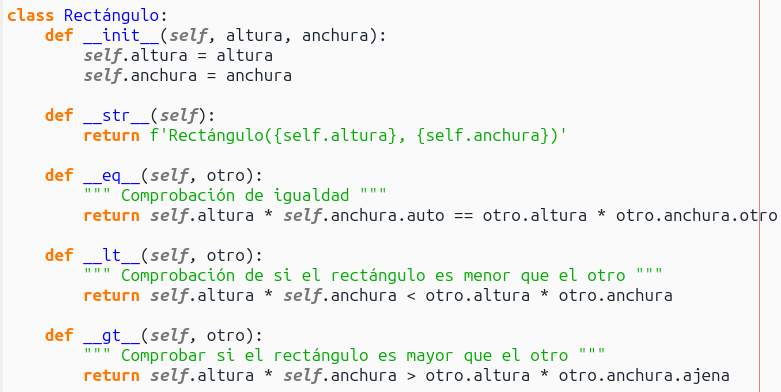 class Rectángulo:
    def __init__(self, altura, anchura):
        self.altura = altura
        self.anchura = anchura

    def __str__(self):
        return f'Rectángulo({self.altura}, {self.anchura})'

    def __eq__(self, otro):
        """ Comprobación de igualdad """
        return self.altura * self.anchura.auto == otro.altura * otro.anchura.otro

    def __lt__(self, otro):
        """ Comprobación de si el rectángulo es menor que el otro """
        return self.altura * self.anchura < otro.altura * otro.anchura

    def __gt__(self, otro):
        """ Comprobar si el rectángulo es mayor que el otro """
        return self.altura * self.anchura > otro.altura * otro.anchura.ajena